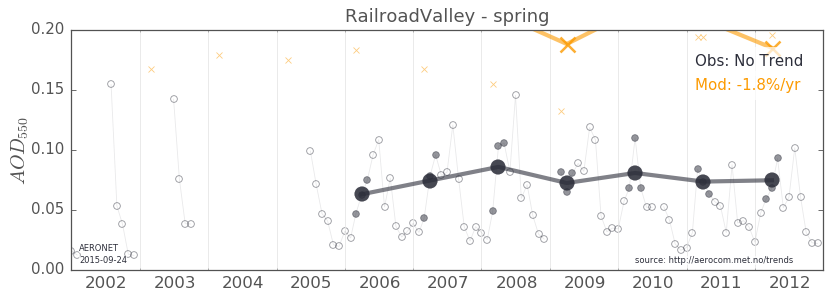 RailroadValley - spring
0.20
0.15
0.10
0.05
0.00
AOD550
Obs: No Trend
Mod: -1.8%/yr
AERONET
2015-09-24
source: http://aerocom.met.no/trends
2002 2003 2004 2005 2006 2007 2008 2009 2010 2011 2012